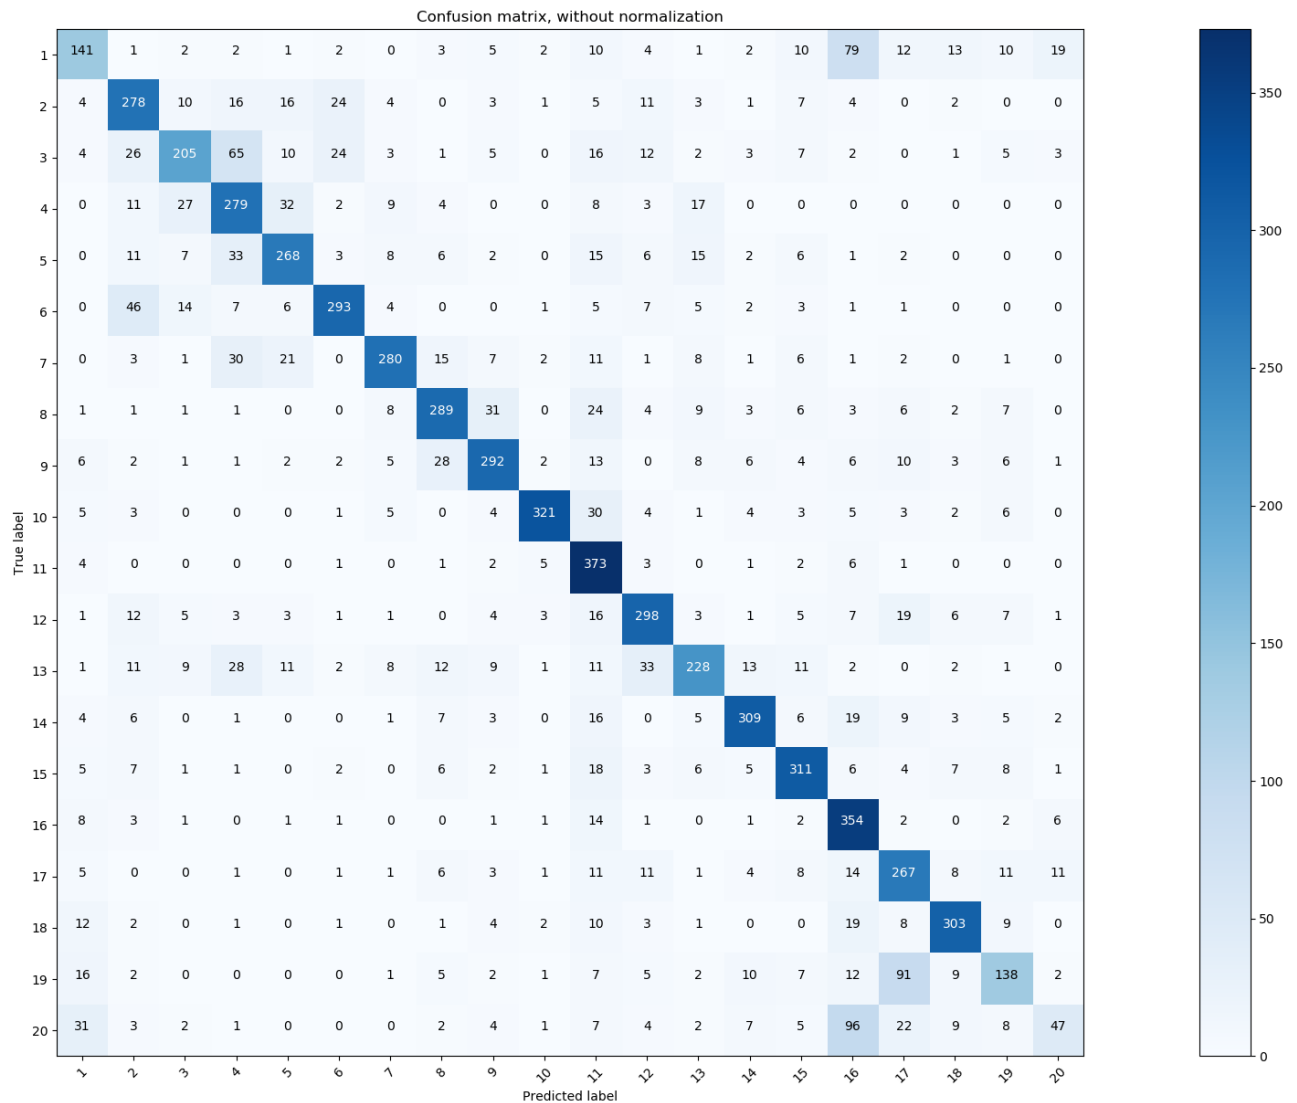 Confusion matrix, without normalization
1 141 1 2 2 1 2 0 3 5 2 10 4 1 2 10 79 12 13 10 19
2 4 278 10 16 16 24 4 0 3 1 5 11 3 1 7 4 0 2 0 0
3 4 26 205 65 10 24 3 1 5 0 16 12 2 3 7 2 0 1 5 3
4 0 11 27 279 32 2 9 4 0 0 8 3 17 0 0 0 0 0 0 0
5 0 11 7 33 268 3 8 6 2 0 15 6 15 2 6 1 2 0 0 0
6 0 46 14 7 6 293 4 0 0 1 5 7 5 2 3 1 1 0 0 0
7 0 3 1 30 21 0 280 15 7 2 11 1 8 1 6 1 2 0 1 0
8 1 1 1 1 0 0 8 289 31 0 24 4 9 3 6 3 6 2 7 0
9 6 2 1 1 2 2 5 28 292 2 13 0 8 6 4 6 10 3 6 1
10 5 3 0 0 0 1 5 0 4 321 30 4 1 4 3 5 3 2 6 0
11 4 0 0 0 0 1 0 1 2 5 373 3 0 1 2 6 1 0 0 0
12 1 12 5 3 3 1 1 0 4 3 16 298 3 1 5 7 19 6 7 1
13 1 11 9 28 11 2 8 12 9 1 11 33 228 13 11 2 0 2 1 0
14 4 6 0 1 0 0 1 7 3 0 16 0 5 309 6 19 9 3 5 2
15 5 7 1 1 0 2 0 6 2 1 18 3 6 5 311 6 4 7 8 1
16 8 3 1 0 1 1 0 0 1 1 14 1 0 1 2 354 2 0 2 6
17 5 0 0 1 0 1 1 6 3 1 11 11 1 4 8 14 267 8 11 11
18 12 2 0 1 0 1 0 1 4 2 10 3 1 0 0 19 8 303 9 0
19 16 2 0 0 0 0 1 5 2 1 7 5 2 10 7 12 91 9 138 2
20 31 3 2 1 0 0 0 2 4 1 7 4 2 7 5 96 22 9 8 47
1 2 3 4 5 6 7 8 9 10 11 12 13 14 15 16 17 18 19 20
Predicted label
True label
350
300
250
200
150
100
50
0